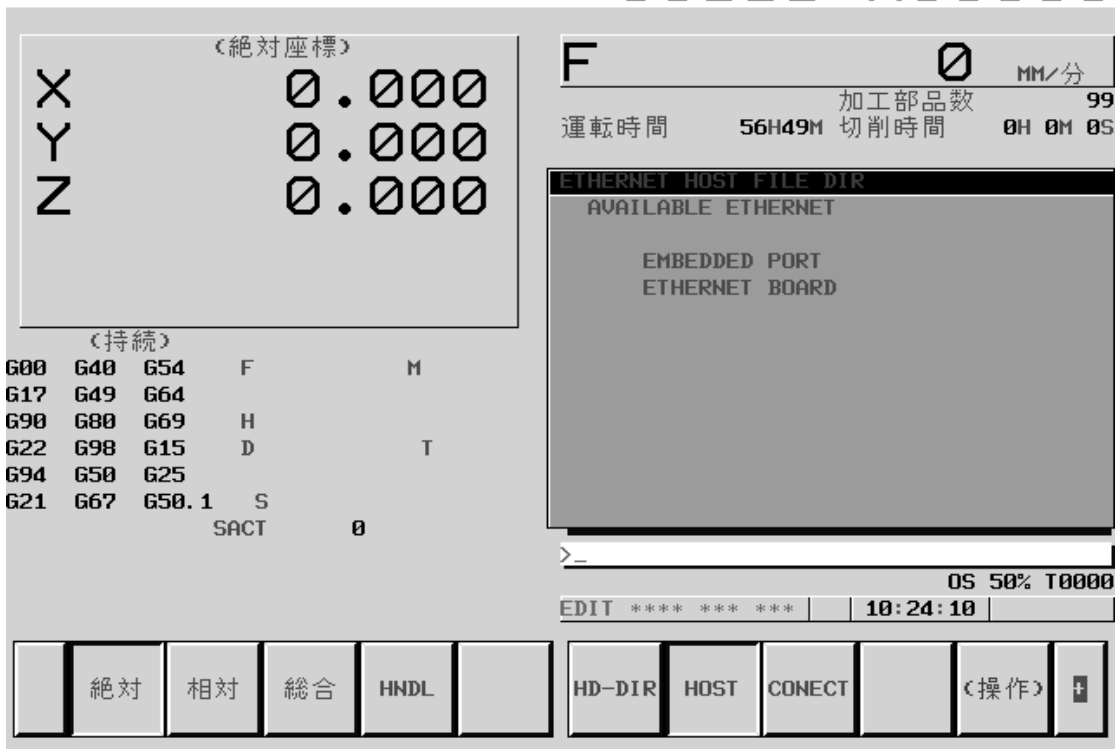 (絶対座標)
X 0.000
Y 0.000
Z 0.000
(持続)
G00 G40 G54 F M
G17 G49 G64
G90 G80 G69 H
G22 G98 G15 D T
G94 G50 G25
G21 G67 G50.1 S
SACT 0
F 0 MM/分
加工部品数 99
運転時間 56H49M 切削時間 0H 0M 0S
ETHERNET HOST FILE DIR
AVAILABLE ETHERNET
EMBEDDED PORT
ETHERNET BOARD
>_
OS 50% T0000
EDIT **** *** *** 10:24:10
絶対 相対 総合 HNDL HD-DIR HOST CONECT (操作) +